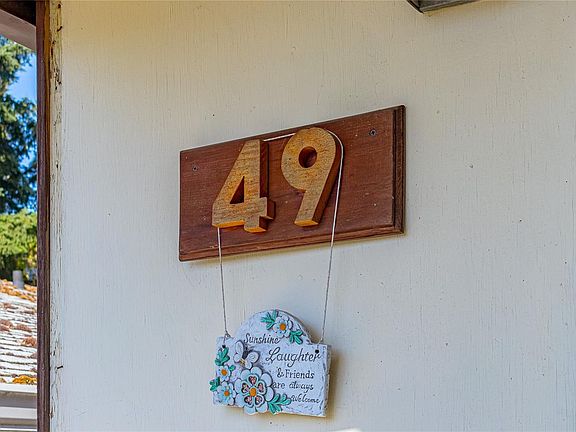 49
Sunshine
Laughter
& Friends
are always
Welcome